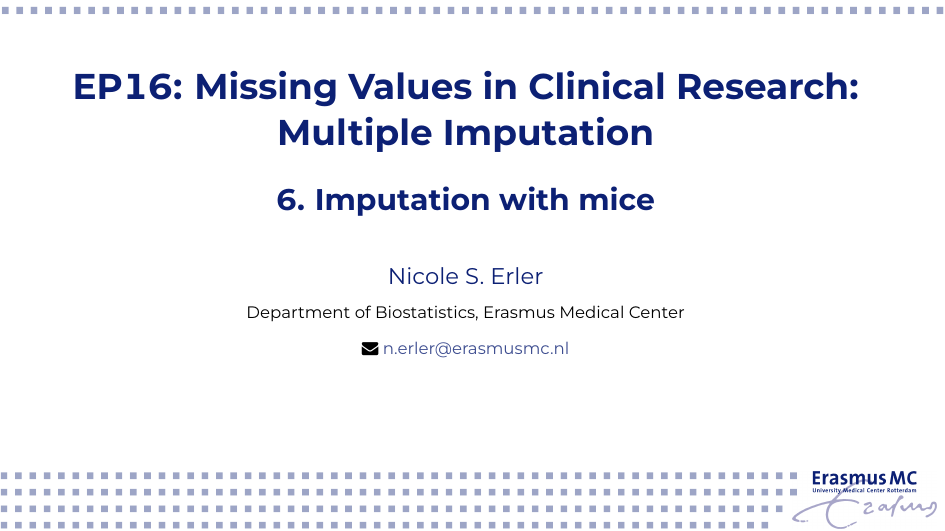 EP16: Missing Values in Clinical Research:
Multiple Imputation
6. Imputation with mice
Nicole S. Erler
Department of Biostatistics, Erasmus Medical Center
n.erler@erasmusmc.nl
Erasmus MC
University Medical Center Rotterdam
Erasmus